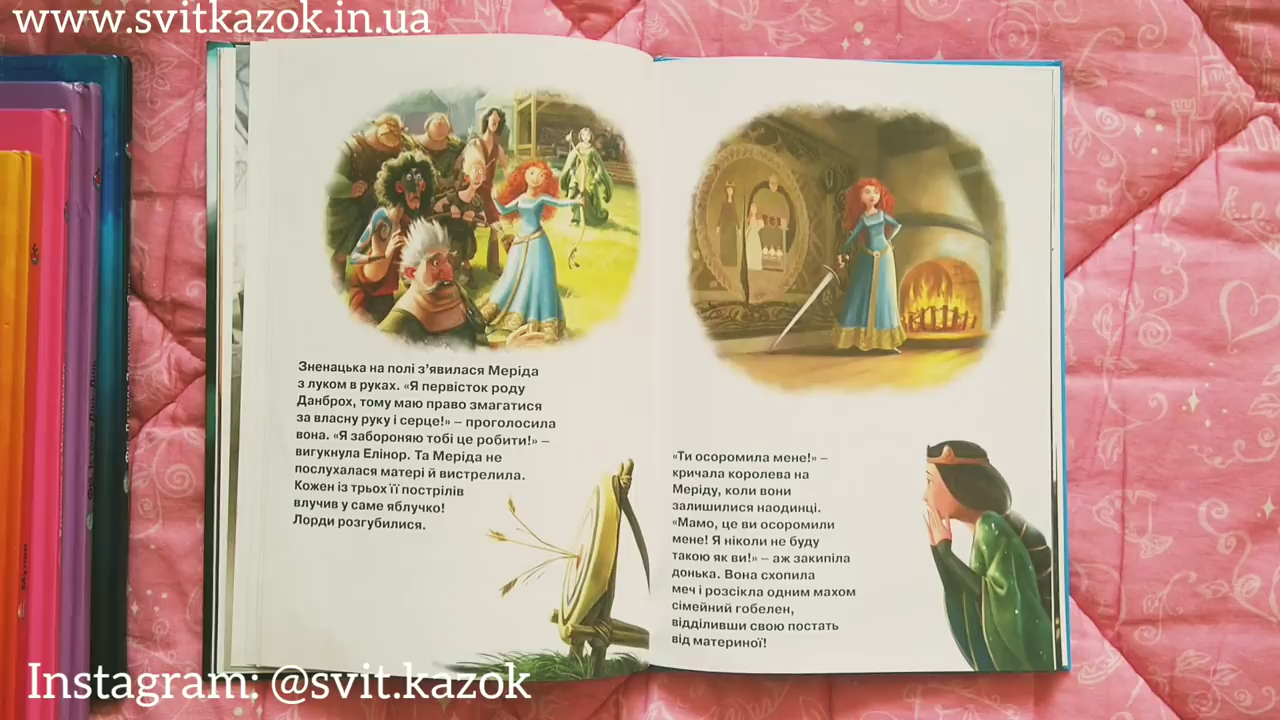 www.svitkazok.in.ua
Зненацька на полі з’явилася Меріда
з луком в руках. «Я первісток роду
Данброх, тому маю право змагатися
за власну руку і серце!» – проголосила
вона. «Я забороняю тобі це робити!» –
вигукнула Елінор. Та Меріда не
послухалася матері й вистрелила.
Кожен із трьох її пострілів
влучив у саме яблучко!
Лорди розгубилися.
«Ти осоромила мене!» –
кричала королева на
Меріду, коли вони
залишилися наодинці.
«Мамо, це ви осоромили
мене! Я ніколи не буду
такою як ви!» – аж закипіла
донька. Вона схопила
меч і розсікла одним махом
сімейний гобелен,
відділивши свою постать
від материної!
Instagram: @svit.kazok